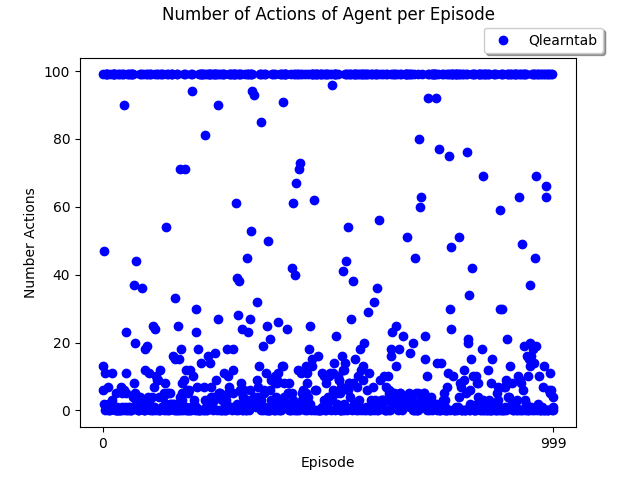 Number of Actions of Agent per Episode
Qlearntab
100
80
60
40
20
0
Number Actions
0
999
Episode